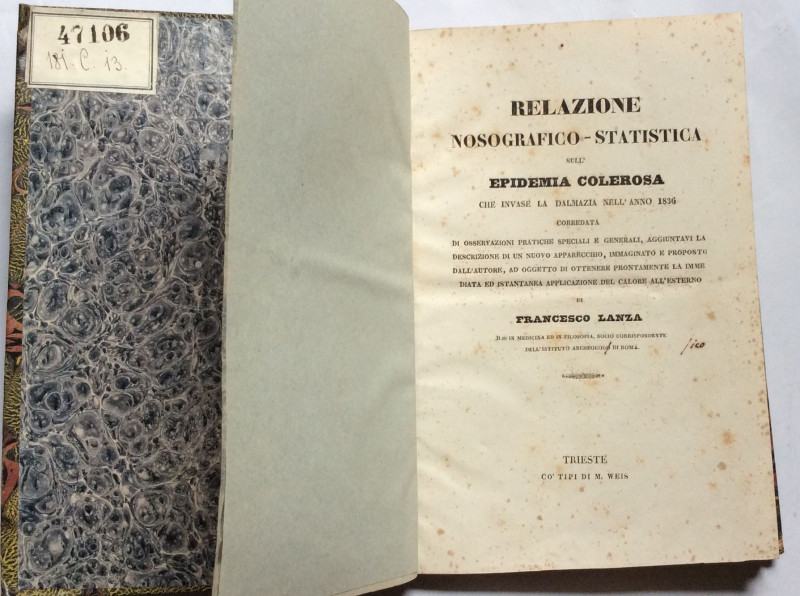 47106
181. C. 13.
RELAZIONE
NOSOGRAFICO-STATISTICA
SULL'
EPIDEMIA COLEROSA
CHE INVASE LA DALMAZIA NELL'ANNO 1836
CORREDATA
DI OSSERVAZIONI PRATICHE SPECIALI E GENERALI, AGGIUNTAVI LA
DESCRIZIONE DI UN NUOVO APPARECCHIO, IMMAGINATO E PROPOSTO
DALL'AUTORE, AD OGGETTO DI OTTENERE PRONTAMENTE LA IMME
DIATA ED ISTANTANEA APPLICAZIONE DEL CALORE ALL'ESTERNO
DI
FRANCESCO LANZA
D.re IN MEDICINA ED IN FILOSOFIA, SOCIO CORRISPONDENTE
DELL'ISTITUTO DI ROMA.
TRIESTE
CO' TIPI DI M. WEIS